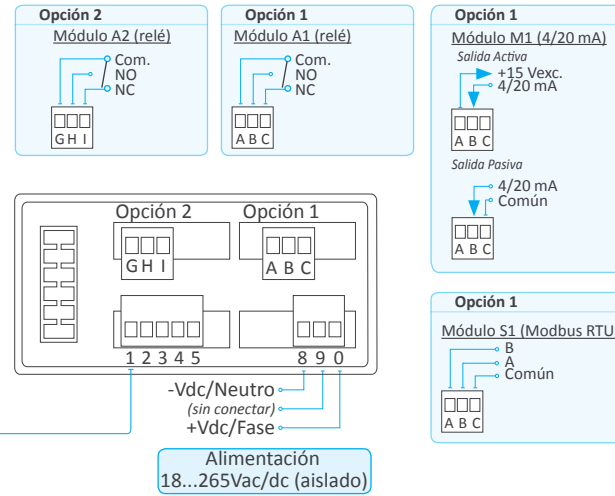 Opción 2
Módulo A2 (relé)
Com.
NO
NC
G H I
Opción 1
Módulo A1 (relé)
Com.
NO
NC
A B C
Opción 1
Módulo M1 (4/20 mA)
Salida Activa
+15 Vexc.
4/20 mA
A B C
Salida Pasiva
4/20 mA
Común
A B C
Opción 2
Opción 1
G H I
A B C
1 2 3 4 5
8 9 0
-Vdc/Neutro
(sin conectar)
+Vdc/Fase
Alimentación
18...265Vac/dc (aislado)
Opción 1
Módulo S1 (Modbus RTU
B
A
Común
A B C